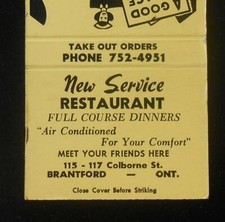 A GOOD
TAKE OUT ORDERS
PHONE 752-4951
New Service
RESTAURANT
FULL COURSE DINNERS
"Air Conditioned
For Your Comfort"
MEET YOUR FRIENDS HERE
115 - 117 Colborne St.
BRANTFORD — ONT.
Close Cover Before Striking